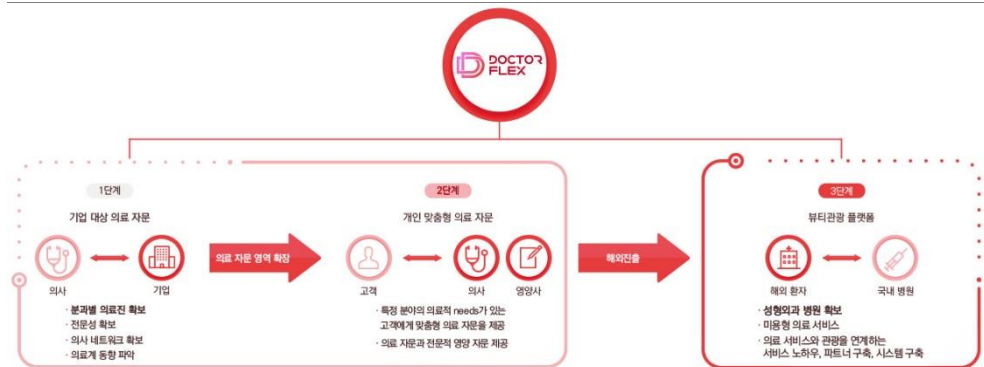 DOCTOR
FLEX
1단계
기업 대상 의료 자문
의사
기업
· 분과별 의료진 확보
· 전문성 확보
· 의사 네트워크 확보
· 의료계 동향 파악
의료 자문 영역 확장
2단계
개인 맞춤형 의료 자문
고객
의사
영양사
· 특정 분야의 의료적 needs가 있는
고객에게 맞춤형 의료 자문을 제공
· 의료 자문과 전문적 영양 자문 제공
해외진출
3단계
뷰티관광 플랫폼
해외 환자
국내 병원
· 성형외과 병원 확보
· 미용형 의료 서비스
· 의료 서비스와 관광을 연계하는
서비스 노하우, 파트너 구축, 시스템 구축